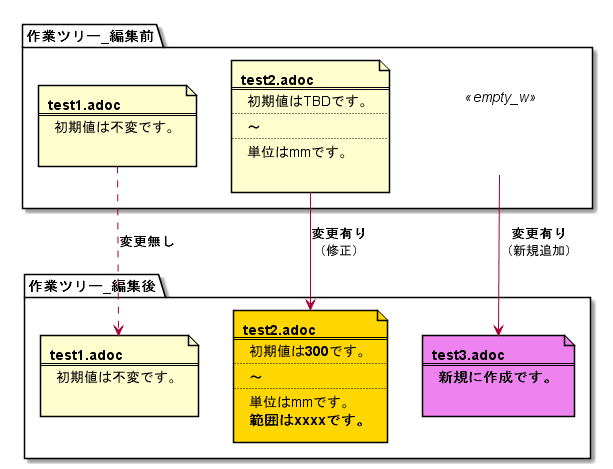 作業ツリー_編集前
test1.adoc
初期値は不変です。
test2.adoc
初期値はTBDです。
～
単位はmmです。
«empty_w»
変更無し
変更有り
（修正）
変更有り
（新規追加）
作業ツリー_編集後
test1.adoc
初期値は不変です。
test2.adoc
初期値は300です。
～
単位はmmです。
範囲はxxxxです。
test3.adoc
新規に作成です。